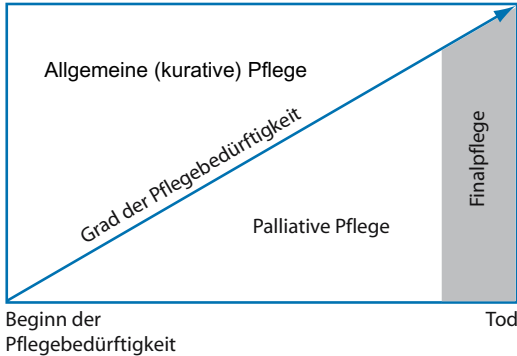 Allgemeine (kurative) Pflege
Grad der Pflegebedürftigkeit
Finalpflege
Palliative Pflege
Beginn der
Pflegebedürftigkeit
Tod